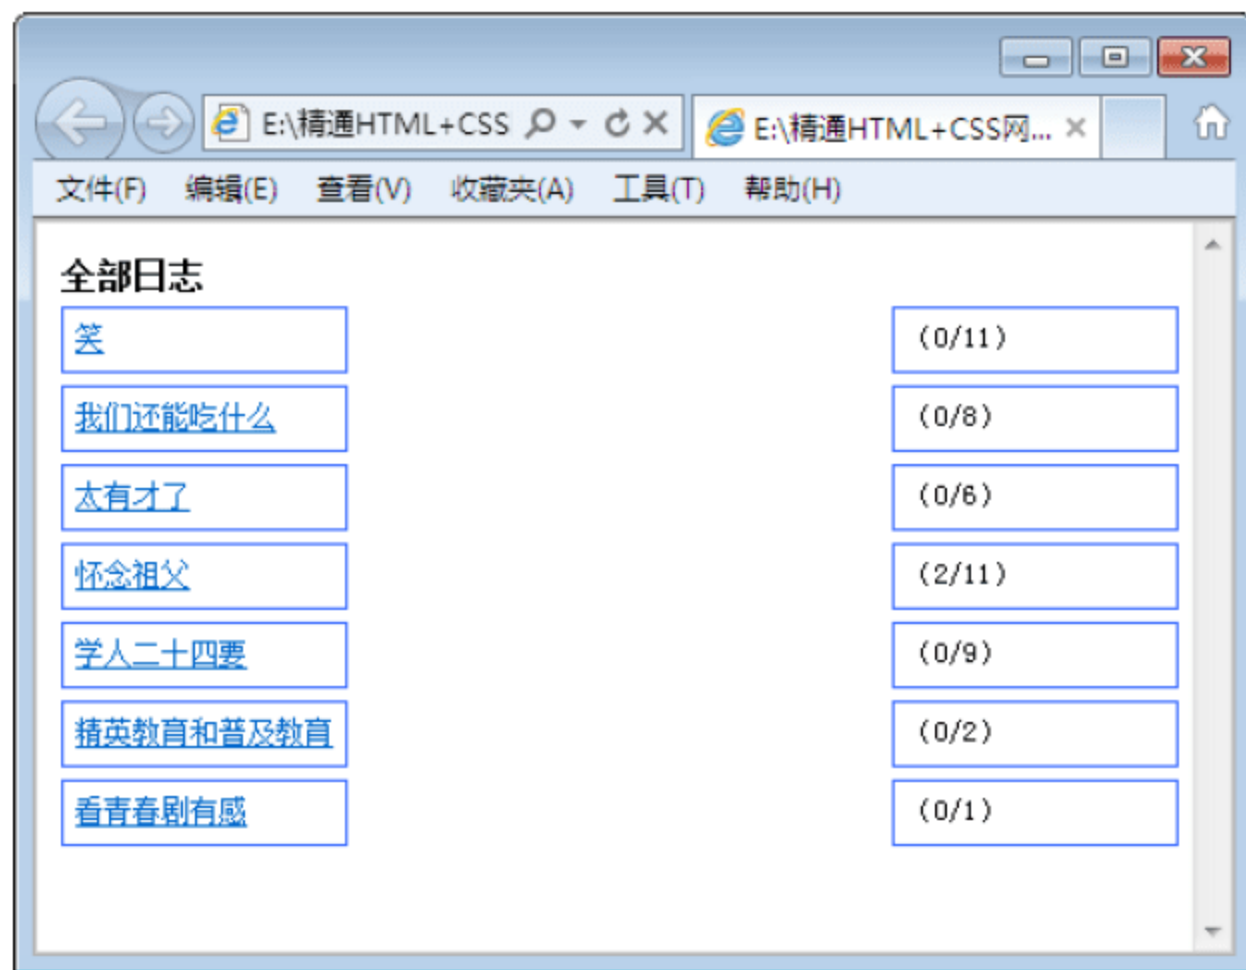 E:\精通HTML+CSS
E:\精通HTML+CSS网...
文件(F) 编辑(E) 查看(V) 收藏夹(A) 工具(T) 帮助(H)
全部日志
笑 (0/11)
我们还能吃什么 (0/8)
太有才了 (0/6)
怀念祖父 (2/11)
学人二十四要 (0/9)
精英教育和普及教育 (0/2)
看青春剧有感 (0/1)